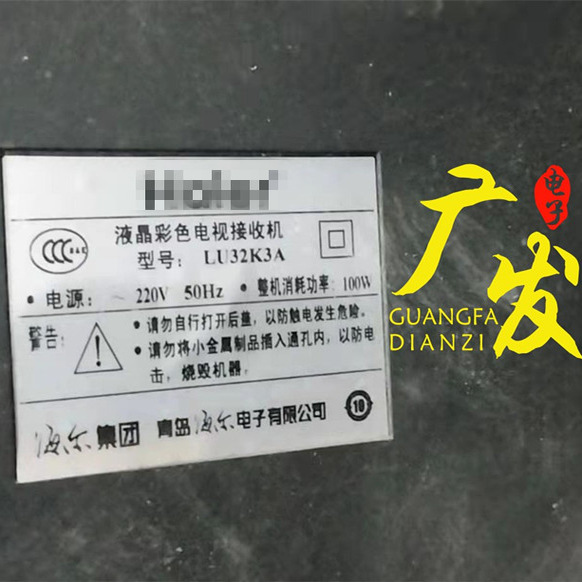 Haier
液晶彩色电视接收机
型号： LU32K3A
• 电源： ~ 220V 50Hz • 整机消耗功率：100W
警告：
• 请勿自行打开后盖，以防触电发生危险。
• 请勿将小金属制品插入通孔内，以防电
击，烧毁机器。
海尔集团 青岛海尔电子有限公司
10
广发
电子
GUANGFA
DIANZI